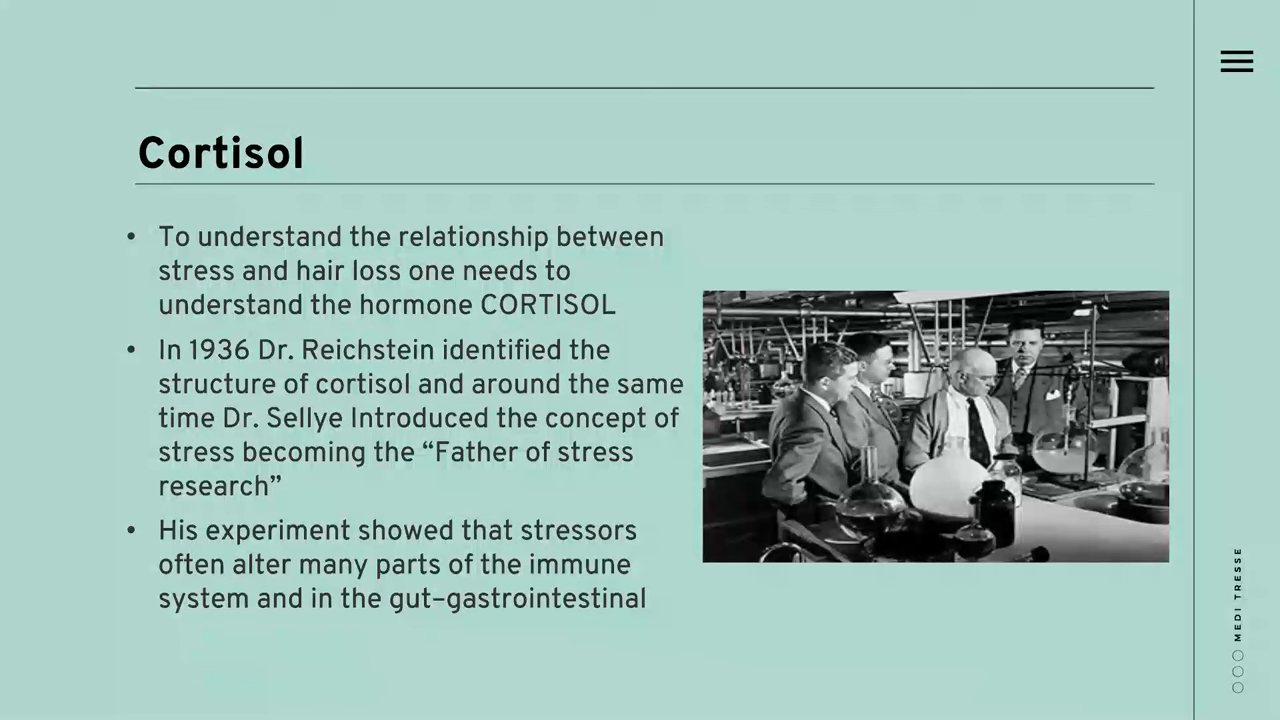 Cortisol
• To understand the relationship between
stress and hair loss one needs to
understand the hormone CORTISOL
• In 1936 Dr. Reichstein identified the
structure of cortisol and around the same
time Dr. Sellye Introduced the concept of
stress becoming the “Father of stress
research”
• His experiment showed that stressors
often alter many parts of the immune
system and in the gut–gastrointestinal
MEDI TRESSE